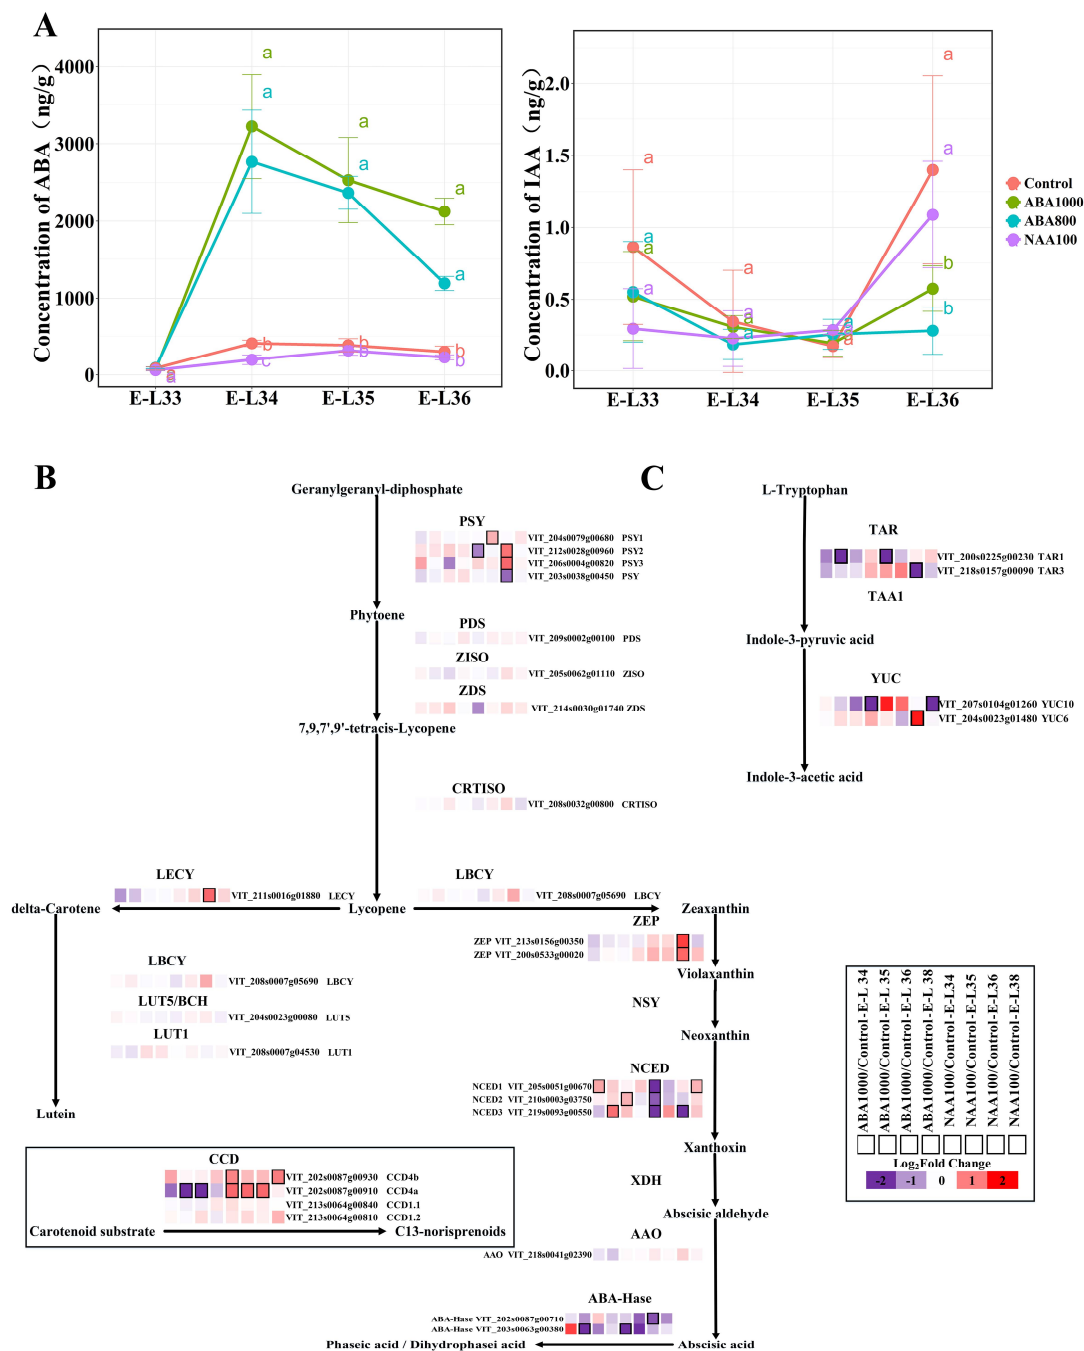 A
Concentration of ABA (ng/g)
4000
3000
2000
1000
0
a
a
a
a
a
a
b
b
b
c
b
b
a
a
E-L33
E-L34
E-L35
E-L36
Concentration of IAA (ng/g)
2.0
1.5
1.0
0.5
0.0
a
a
a
a
a
a
a
a
a
a
a
a
b
b
E-L33
E-L34
E-L35
E-L36
Control
ABA1000
ABA800
NAA100
B
Geranylgeranyl-diphosphate
PSY
VIT_204s0079g00680 PSY1
VIT_212s0028g00960 PSY2
VIT_206s0004g00820 PSY3
VIT_203s0038g00450 PSY
Phytoene
PDS
VIT_209s0002g00100 PDS
ZISO
VIT_205s0062g01110 ZISO
ZDS
VIT_214s0030g01740 ZDS
7,9,7',9'-tetracis-Lycopene
CRTISO
VIT_208s0032g00800 CRTISO
LECY
VIT_211s0016g01880 LECY
LBCY
VIT_208s0007g05690 LBCY
delta-Carotene
Lycopene
Zeaxanthin
LBCY
VIT_208s0007g05690 LBCY
LUT5/BCH
VIT_204s0023g00080 LUT5
LUT1
VIT_208s0007g04530 LUT1
Lutein
ZEP
ZEP VIT_213s0156g00350
ZEP VIT_200s0533g00020
Violaxanthin
NSY
Neoxanthin
NCED
NCED1 VIT_205s0051g00670
NCED2 VIT_210s0003g03750
NCED3 VIT_219s0093g00550
Xanthoxin
XDH
Abscisic aldehyde
AAO
AAO VIT_218s0041g02390
ABA-Hase
ABA-Hase VIT_202s0087g00710
ABA-Hase VIT_203s0063g00380
Phaseic acid / Dihydrophasei acid
Abscisic acid
CCD
VIT_202s0087g00930 CCD4b
VIT_202s0087g00910 CCD4a
VIT_213s0064g00840 CCD1.1
VIT_213s0064g00810 CCD1.2
Carotenoid substrate
C13-norisprenoids
C
L-Tryptophan
TAR
VIT_200s0225g00230 TAR1
VIT_218s0157g00090 TAR3
TAA1
Indole-3-pyruvic acid
YUC
VIT_207s0104g01260 YUC10
VIT_204s0023g01480 YUC6
Indole-3-acetic acid
ABA1000/Control-E-L 34
ABA1000/Control-E-L 35
ABA1000/Control-E-L 36
ABA1000/Control-E-L 38
NAA100/Control-E-L34
NAA100/Control-E-L35
NAA100/Control-E-L36
NAA100/Control-E-L38
Log2Fold Change
-2 -1 0 1 2